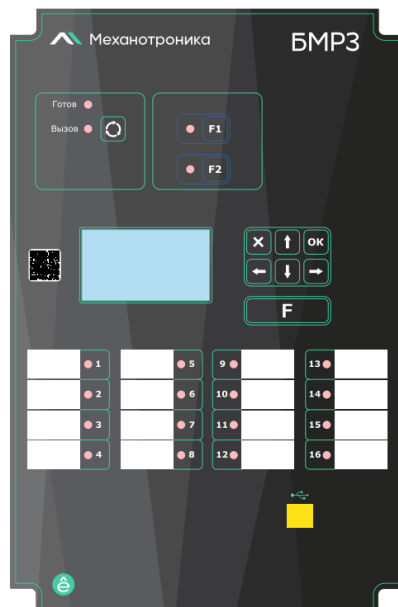 Механотроника
БМРЗ
Готов
Вызов
F1
F2
OK
F
1 5 9 13
2 6 10 14
3 7 11 15
4 8 12 16
ê